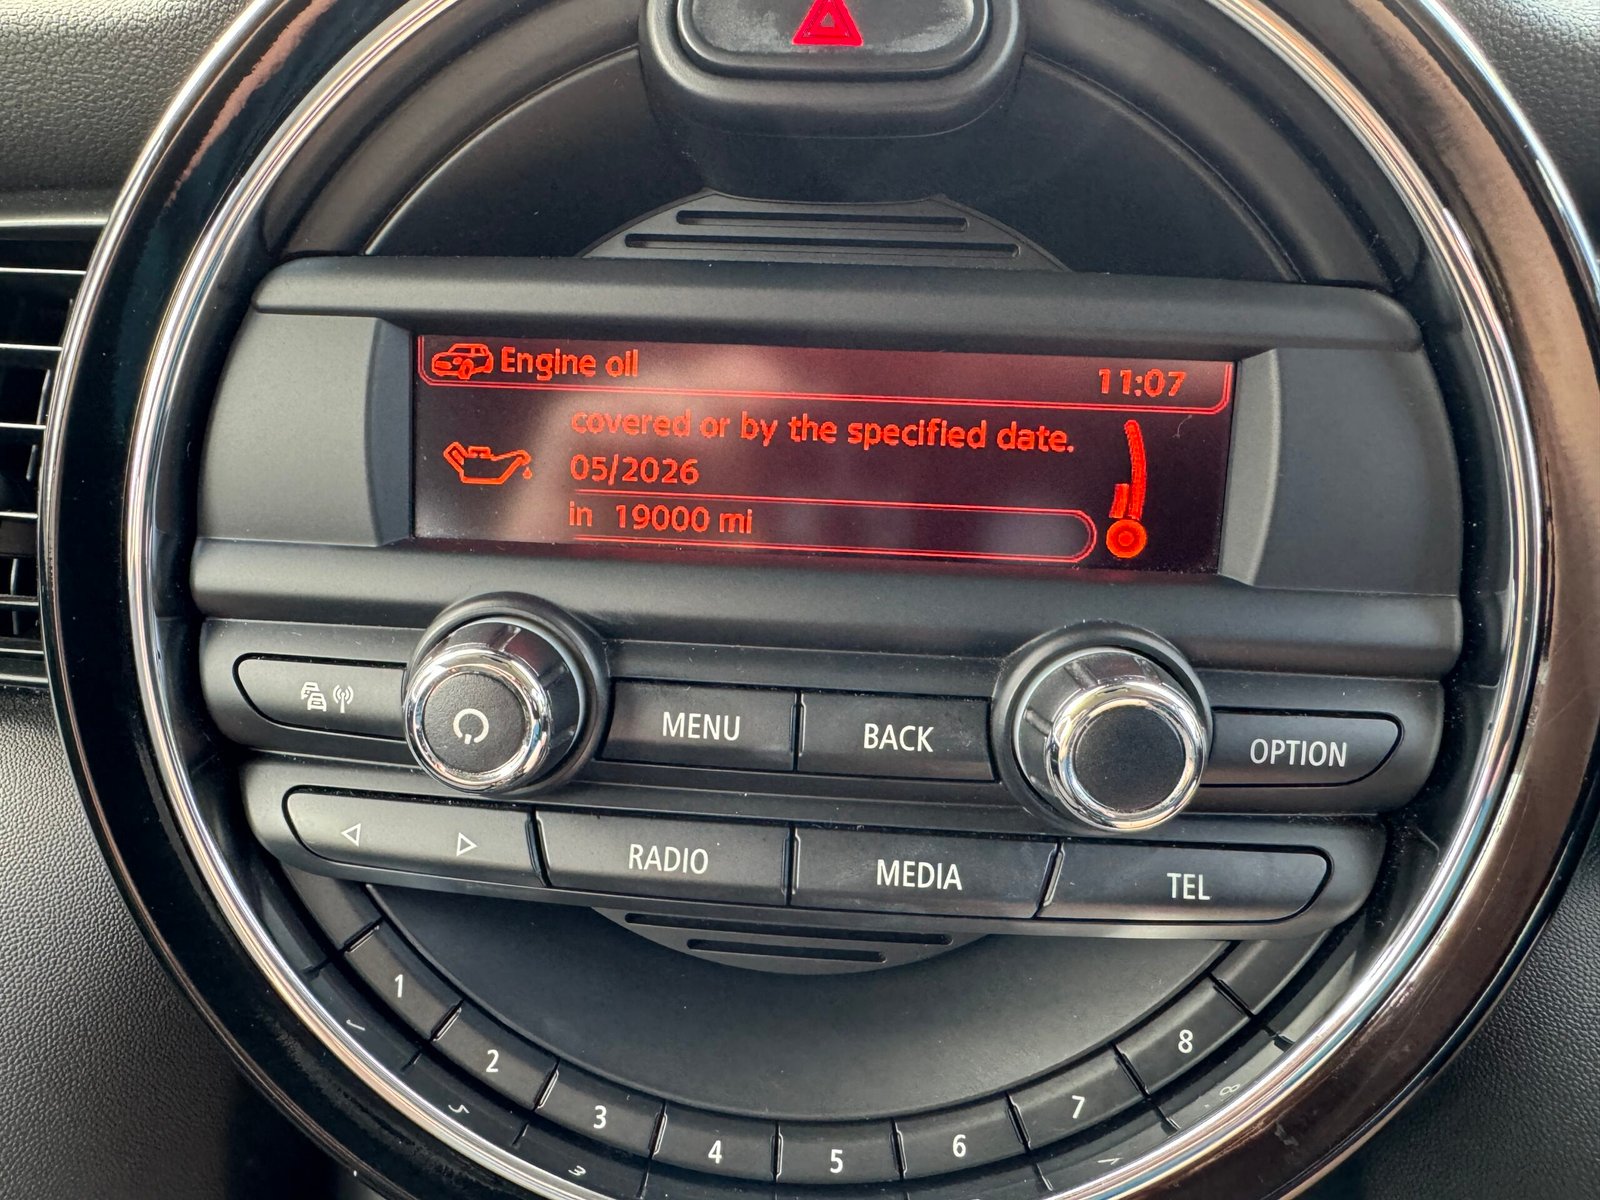 Engine oil
11:07
covered or by the specified date.
05/2026
in 19000 mi
MENU
BACK
OPTION
RADIO
MEDIA
TEL
1
2
3
4
5
6
7
8